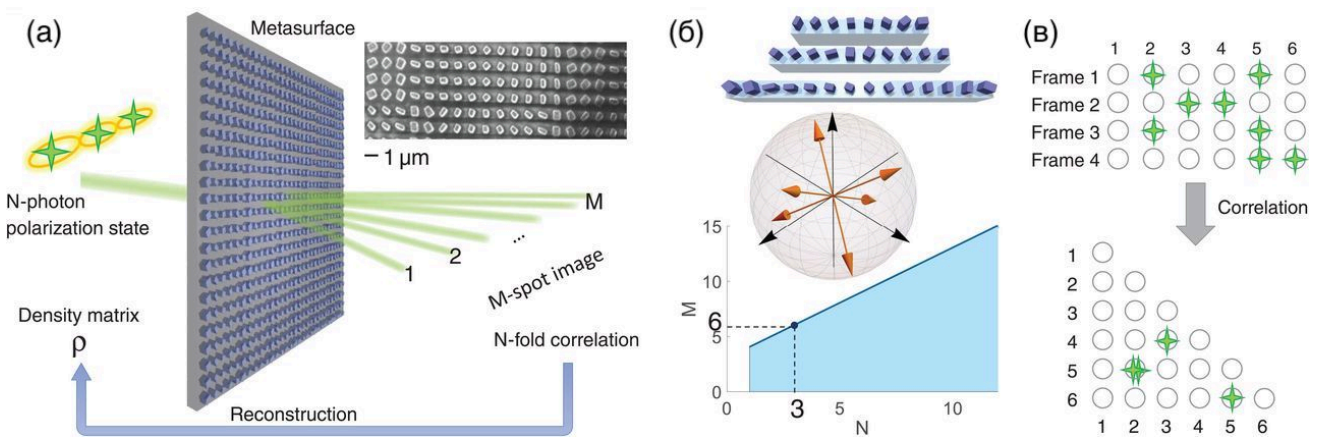 (а)
Metasurface
1 μm
N-photon
polarization state
M
...
2
1
M-spot image
Density matrix
ρ
N-fold correlation
Reconstruction
(б)
15
10
M
6
5
0
0
3
5
10
N
(в)
1 2 3 4 5 6
Frame 1
Frame 2
Frame 3
Frame 4
Correlation
1
2
3
4
5
6
1 2 3 4 5 6